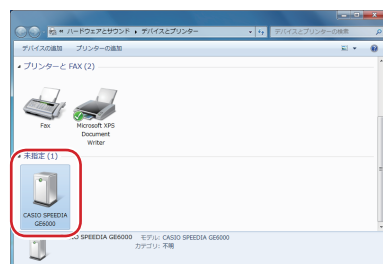 ハードウェアとサウンド ▸ デバイスとプリンター
デバイスとプリンターの検索
デバイスの追加 プリンターの追加
プリンターと FAX (2)
Fax
Microsoft XPS
Document
Writer
未指定 (1)
CASIO SPEEDIA
GE6000
SPEEDIA GE6000 モデル: CASIO SPEEDIA GE6000
カテゴリ: 不明